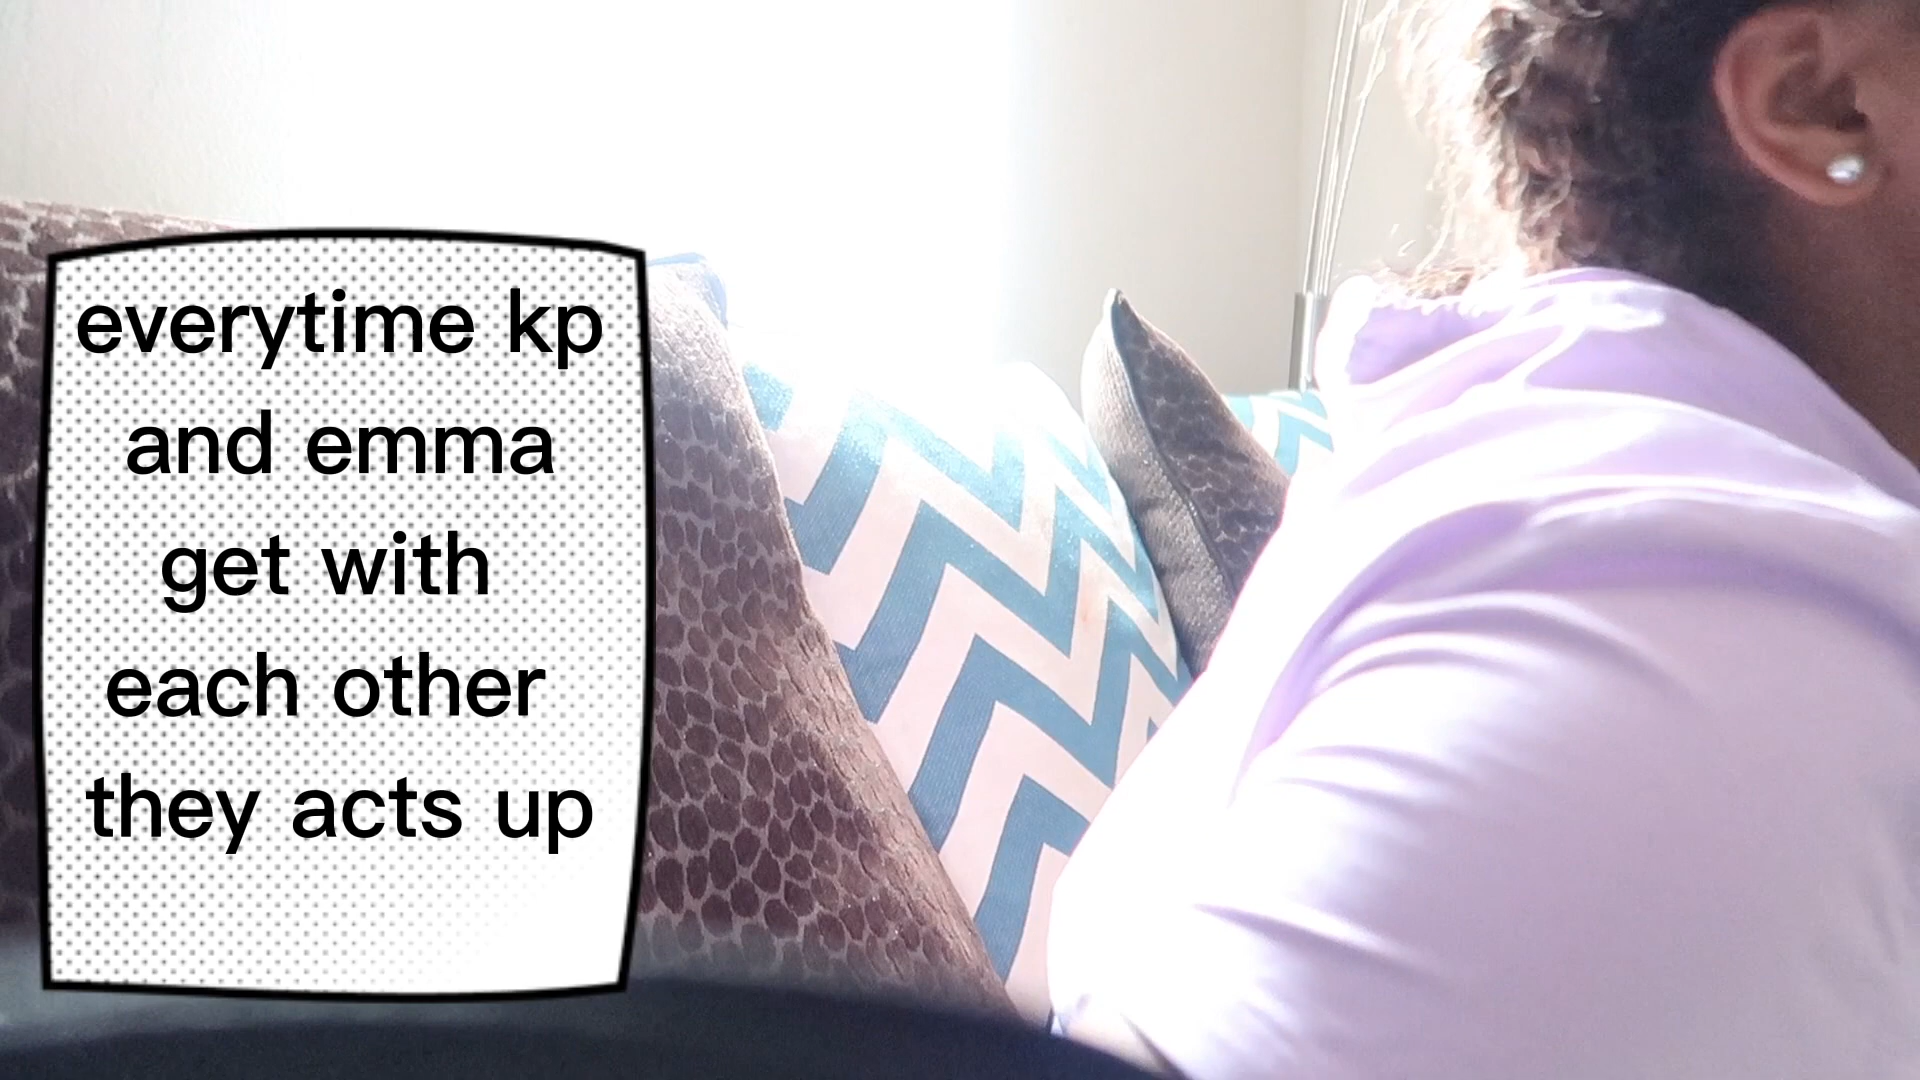 everytime kp
and emma
get with
each other
they acts up